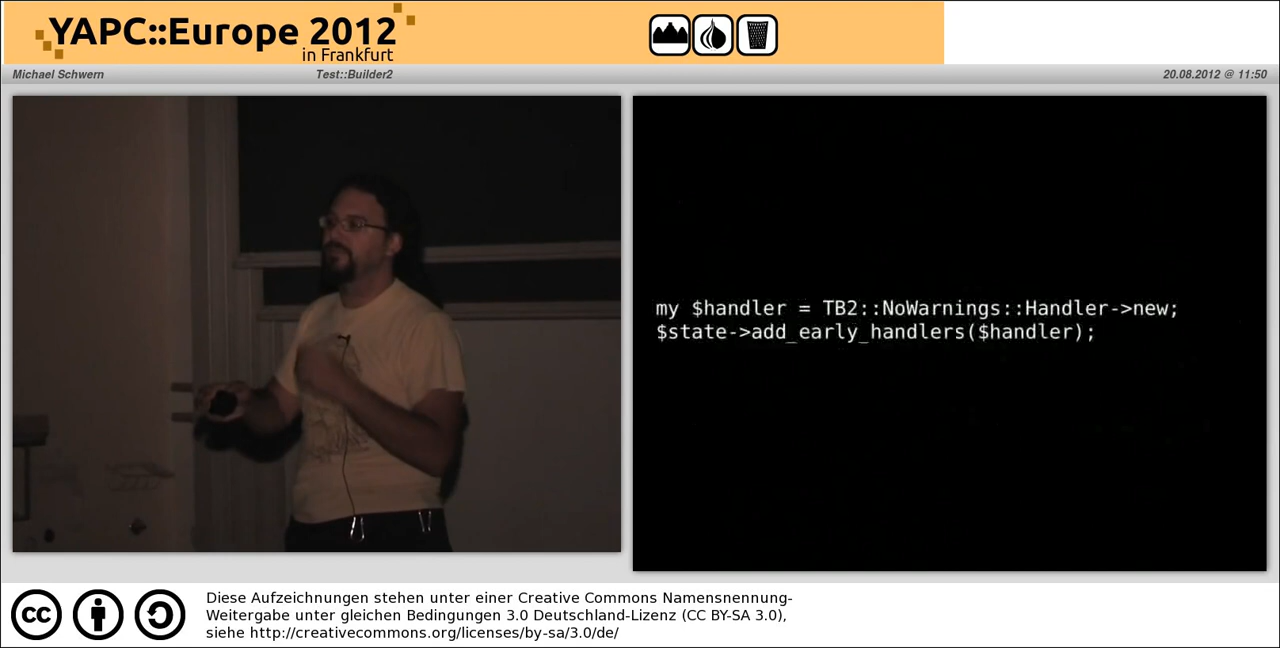 YAPC::Europe 2012
in Frankfurt
Michael Schwern Test::Builder2 20.08.2012 @ 11:50
my $handler = TB2::NoWarnings::Handler->new;
$state->add_early_handlers($handler);
cc
Diese Aufzeichnungen stehen unter einer Creative Commons Namensnennung-
Weitergabe unter gleichen Bedingungen 3.0 Deutschland-Lizenz (CC BY-SA 3.0),
siehe http://creativecommons.org/licenses/by-sa/3.0/de/